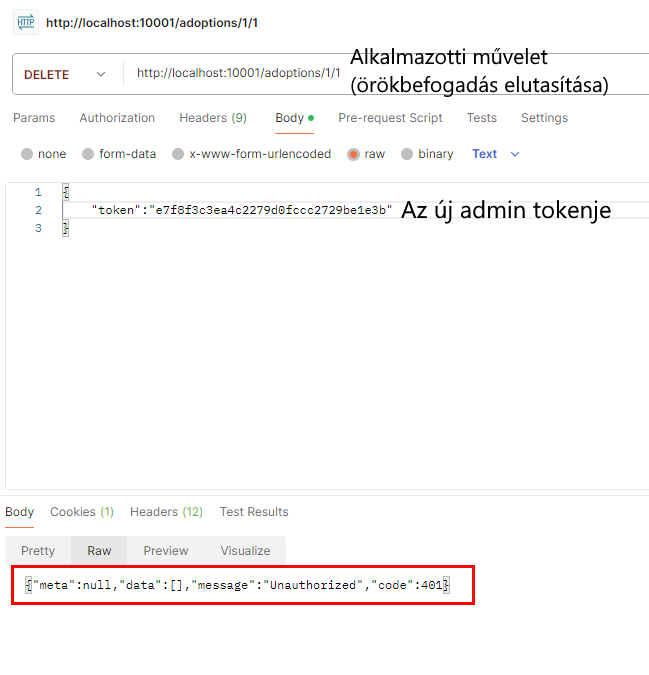 HTTP http://localhost:10001/adoptions/1/1
DELETE http://localhost:10001/adoptions/1/1 Alkalmazotti művelet
(örökbefogadás elutasítása)
Params Authorization Headers (9) Body Pre-request Script Tests Settings
none form-data x-www-form-urlencoded raw binary Text
1 {
2 "token":"e7f8f3c3ea4c2279d0fccc2729be1e3b" Az új admin tokenje
3 }
Body Cookies (1) Headers (12) Test Results
Pretty Raw Preview Visualize
{"meta":null,"data":[],"message":"Unauthorized","code":401}